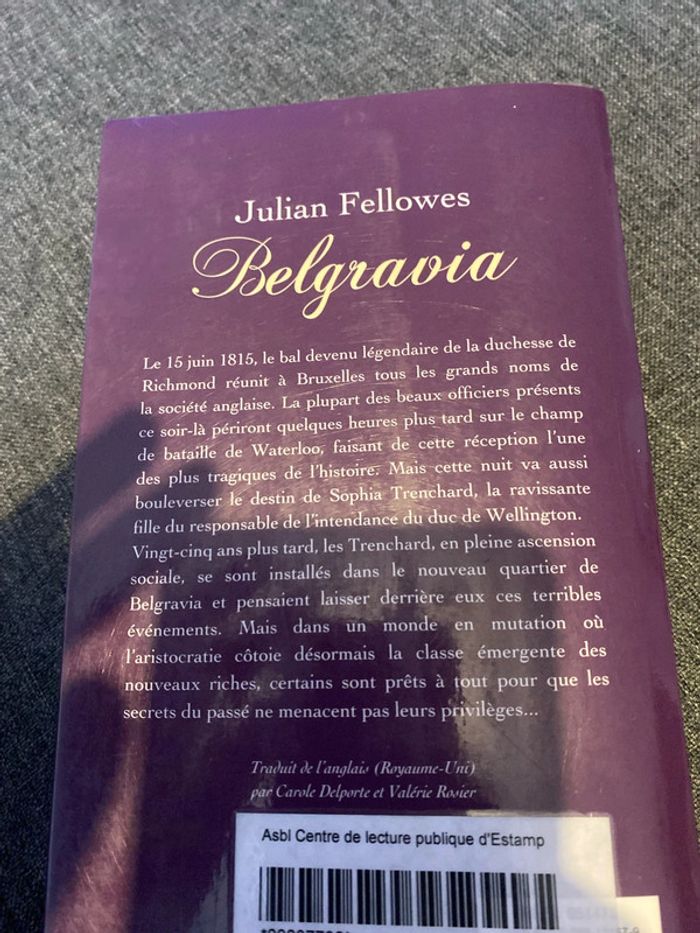 Julian Fellowes
Belgravia
Le 15 juin 1815, le bal devenu légendaire de la duchesse de
Richmond réunit à Bruxelles tous les grands noms de
la société anglaise. La plupart des beaux officiers présents
ce soir-là périront quelques heures plus tard sur le champ
de bataille de Waterloo, faisant de cette réception l'une
des plus tragiques de l'histoire. Mais cette nuit va aussi
bouleverser le destin de Sophia Trenchard, la ravissante
fille du responsable de l'intendance du duc de Wellington.
Vingt-cinq ans plus tard, les Trenchard, en pleine ascension
sociale, se sont installés dans le nouveau quartier de
Belgravia et pensaient laisser derrière eux ces terribles
événements. Mais dans un monde en mutation où
l'aristocratie côtoie désormais la classe émergente des
nouveaux riches, certains sont prêts à tout pour que les
secrets du passé ne menacent pas leurs privilèges...
Traduit de l'anglais (Royaume-Uni)
par Carole Delporte et Valérie Rosier
Asbl Centre de lecture publique d'Estamp